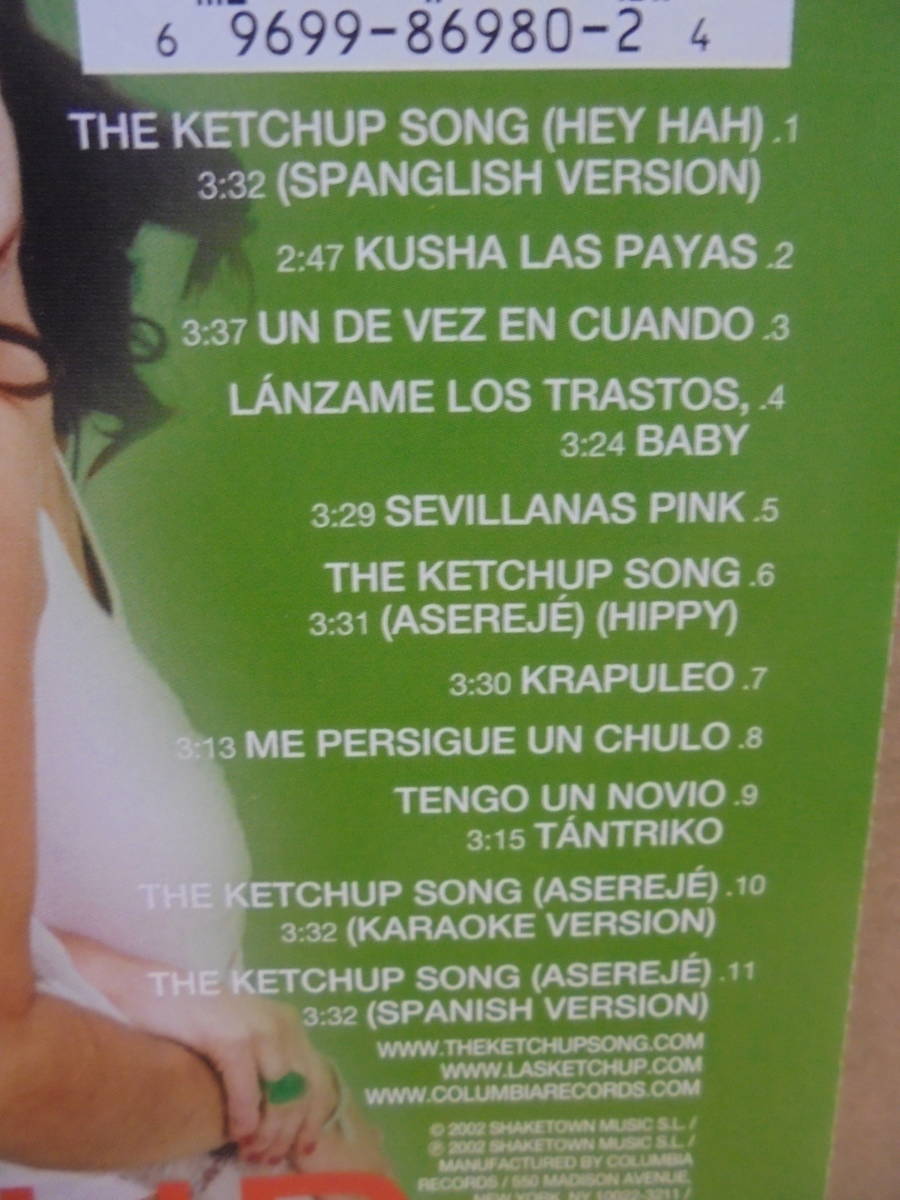 6 9699-86980-2 4
THE KETCHUP SONG (HEY HAH) .1
3:32 (SPANGLISH VERSION)
2:47 KUSHA LAS PAYAS .2
3:37 UN DE VEZ EN CUANDO .3
LÁNZAME LOS TRASTOS, .4
3:24 BABY
3:29 SEVILLANAS PINK .5
THE KETCHUP SONG .6
3:31 (ASEREJÉ) (HIPPY)
3:30 KRAPULEO .7
3:13 ME PERSIGUE UN CHULO .8
TENGO UN NOVIO .9
3:15 TÁNTRIKO
THE KETCHUP SONG (ASEREJÉ) .10
3:32 (KARAOKE VERSION)
THE KETCHUP SONG (ASEREJÉ) .11
3:32 (SPANISH VERSION)
WWW.THEKETCHUPSONG.COM
WWW.LASKETCHUP.COM
WWW.COLUMBIARECORDS.COM
© 2002 SHAKETOWN MUSIC S.L. /
℗ 2002 SHAKETOWN MUSIC S.L. /
MANUFACTURED BY COLUMBIA
RECORDS / 550 MADISON AVENUE,
NEW YORK, NY 10022-3211 /